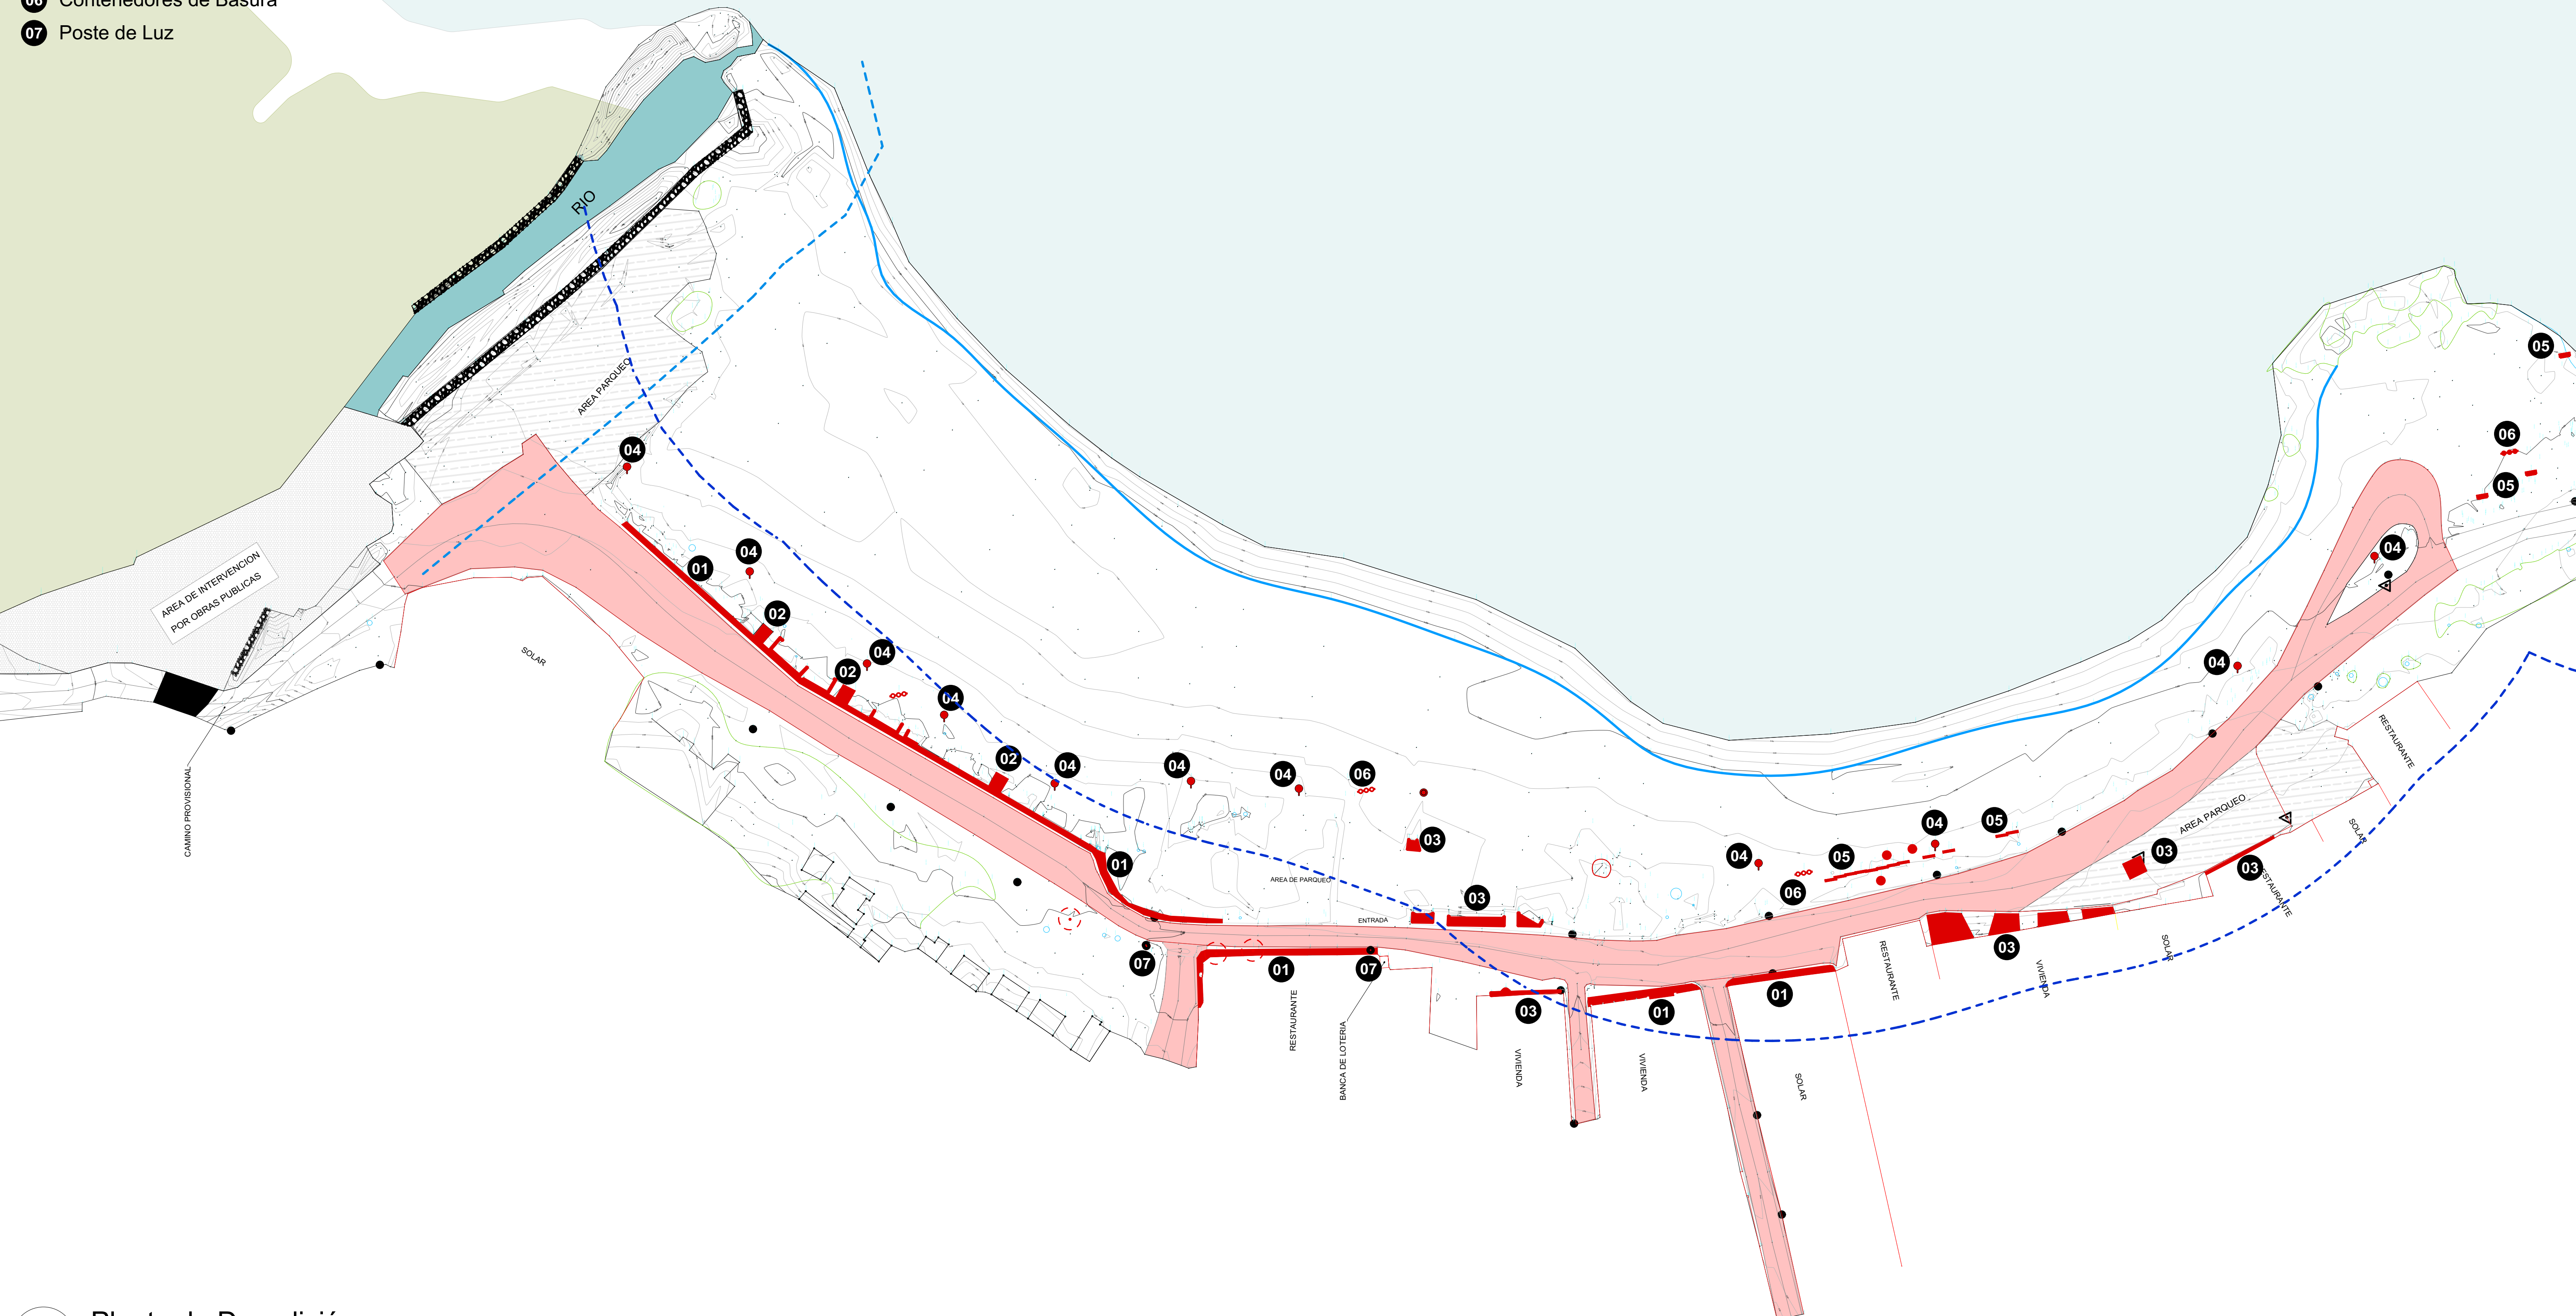 06 Contenedores de Basura
07 Poste de Luz
RIO
AREA PARQUEO
04
AREA DE INTERVENCION
POR OBRAS PUBLICAS
CAMINO PROVISIONAL
SOLAR
01
04
02
04
02
04
02
04
04
04
06
03
01
AREA DE PARQUEO
ENTRADA
03
07
01
07
RESTAURANTE
BANCA DE LOTERIA
03
VIVIENDA
01
VIVIENDA
01
SOLAR
04
06
05
04
05
RESTAURANTE
03
VIVIENDA
SOLAR
03
AREA PARQUEO
03
RESTAURANTE
SOLAR
RESTAURANTE
04
04
05
06
05